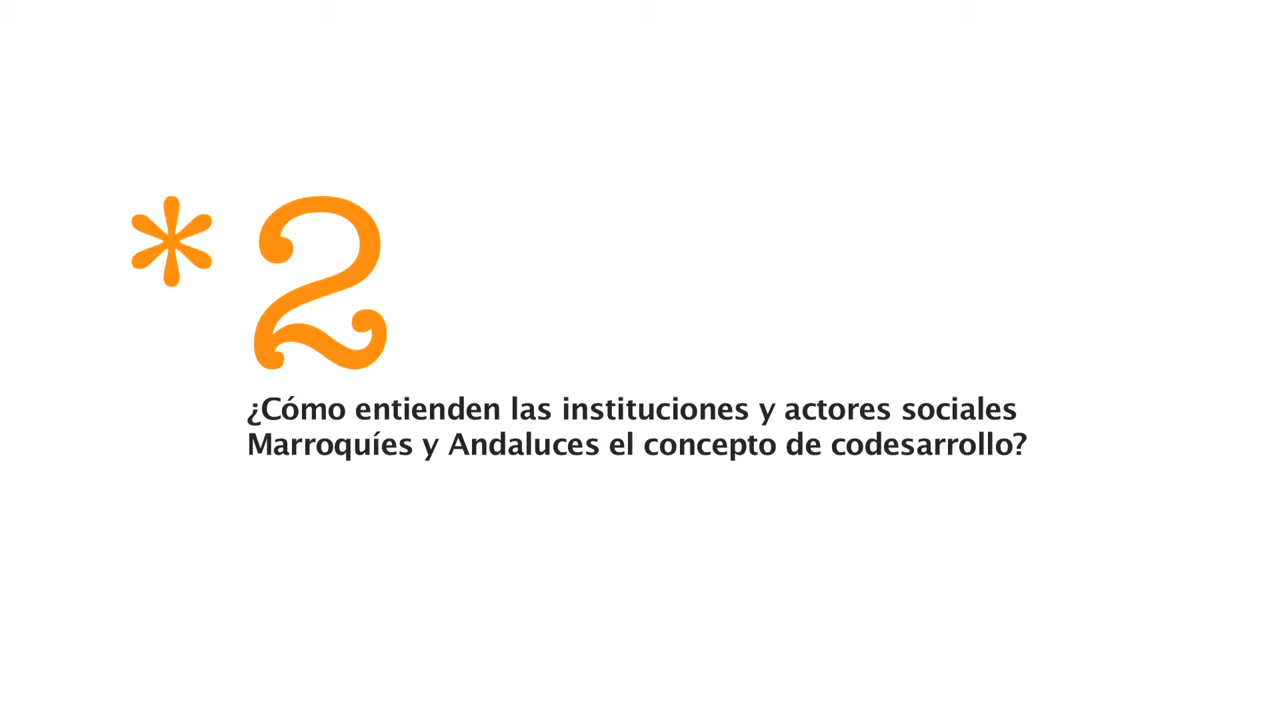 *2
¿Cómo entienden las instituciones y actores sociales
Marroquíes y Andaluces el concepto de codesarrollo?